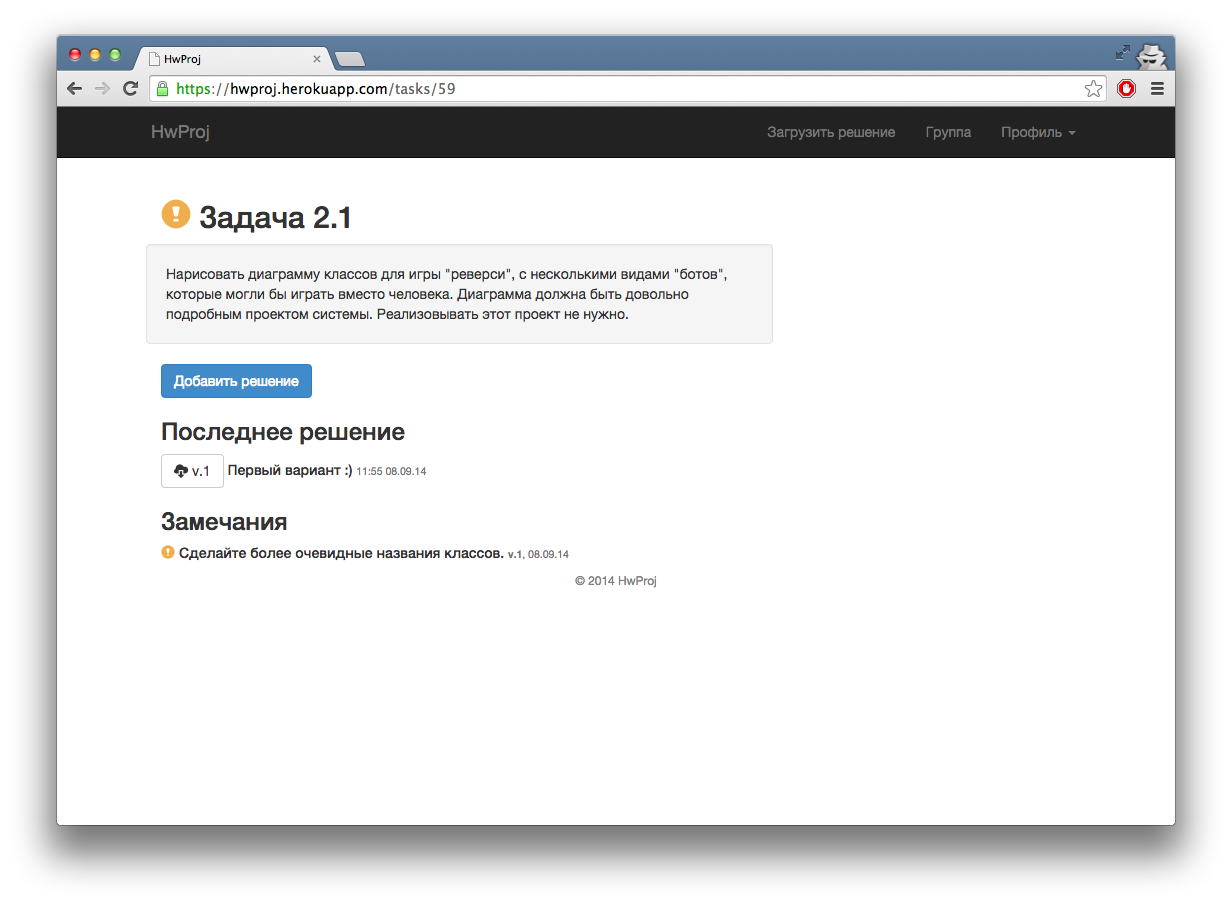 HwProj
https://hwproj.herokuapp.com/tasks/59
HwProj Загрузить решение Группа Профиль
Задача 2.1
Нарисовать диаграмму классов для игры "реверси", с несколькими видами "ботов",
которые могли бы играть вместо человека. Диаграмма должна быть довольно
подробным проектом системы. Реализовывать этот проект не нужно.
Добавить решение
Последнее решение
v.1 Первый вариант :) 11:55 08.09.14
Замечания
Сделайте более очевидные названия классов. v.1, 08.09.14
© 2014 HwProj